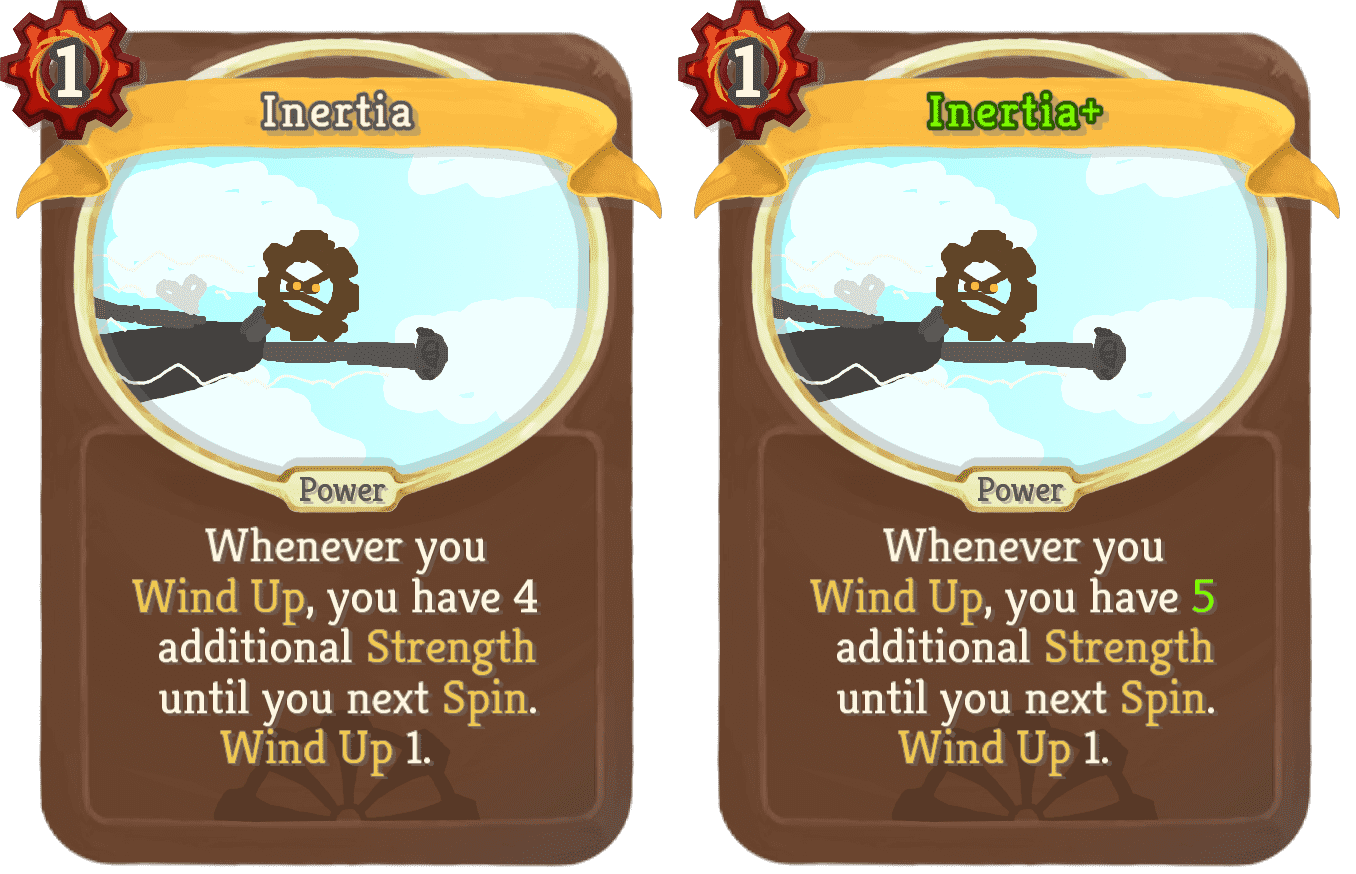 1
Inertia
Power
Whenever you
Wind Up, you have 4
additional Strength
until you next Spin.
Wind Up 1.
1
Inertia+
Power
Whenever you
Wind Up, you have 5
additional Strength
until you next Spin.
Wind Up 1.